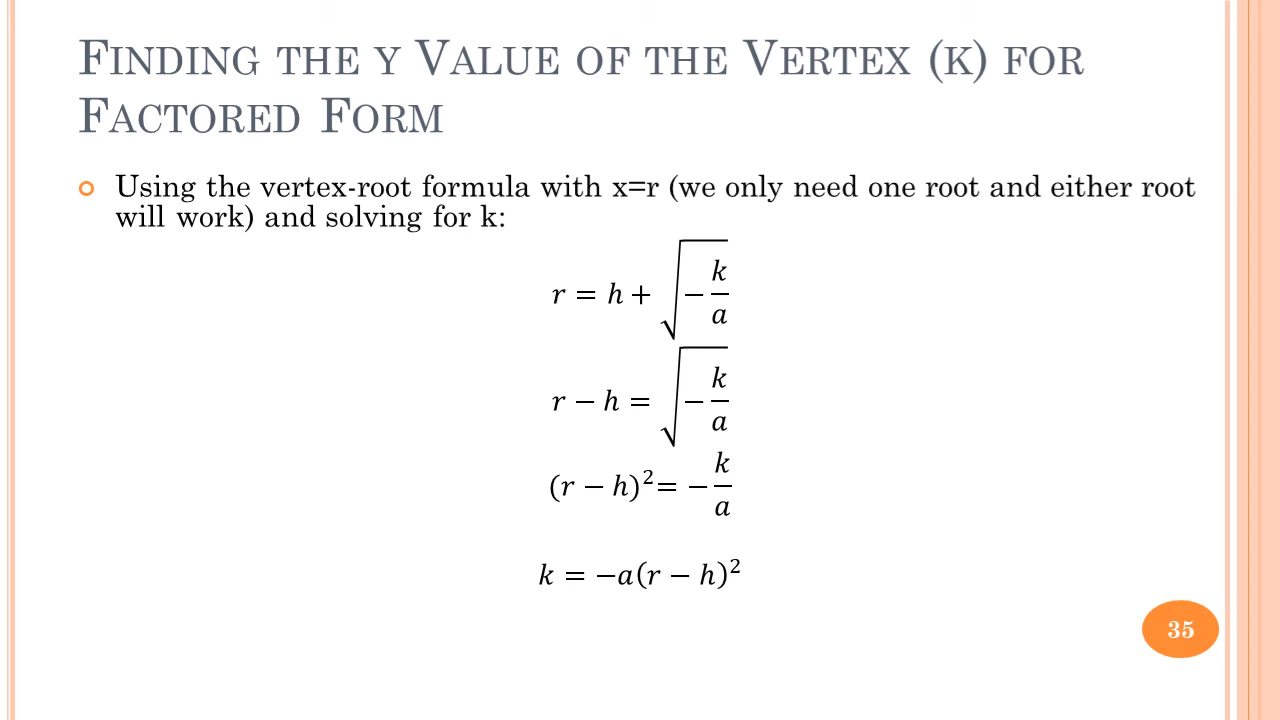 FINDING THE Y VALUE OF THE VERTEX (K) FOR
FACTORED FORM
Using the vertex-root formula with x=r (we only need one root and either root
will work) and solving for k:
𝑟 = ℎ + √(−𝑘/𝑎)
𝑟 − ℎ = √(−𝑘/𝑎)
(𝑟 − ℎ)²= −𝑘/𝑎
𝑘 = −𝑎(𝑟 − ℎ)²
35